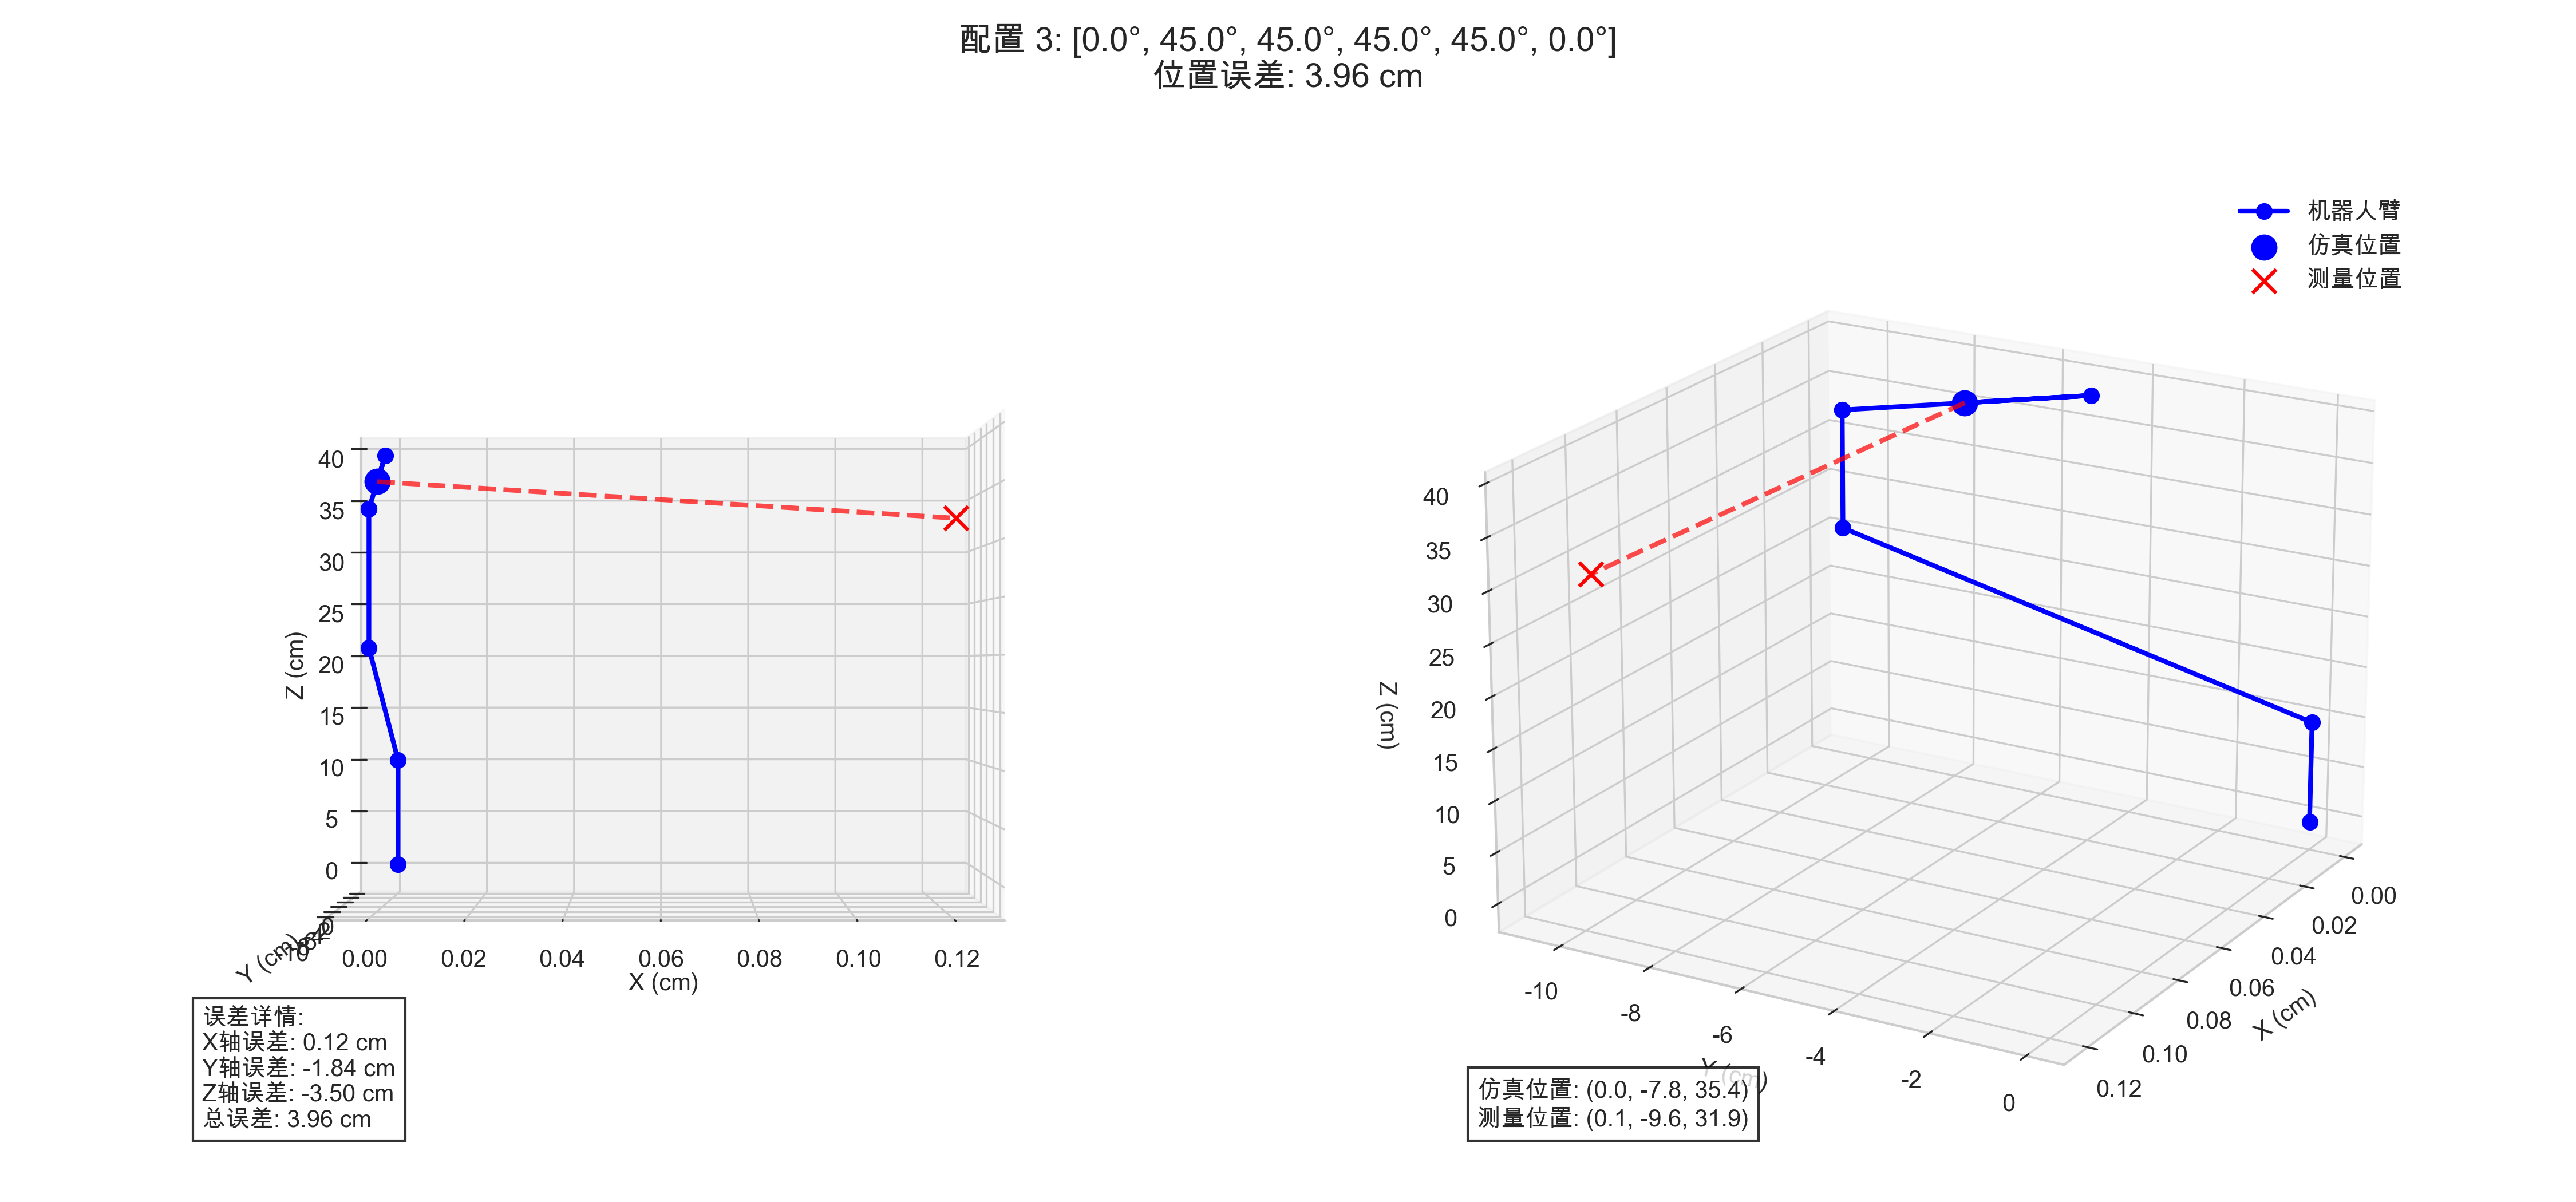 配置 3: [0.0°, 45.0°, 45.0°, 45.0°, 45.0°, 0.0°]
位置误差: 3.96 cm
机器人臂
仿真位置
测量位置
40
35
30
25
20
15
10
5
0
Z (cm)
Y (cm)
0.00
0.02
0.04
0.06
0.08
0.10
0.12
X (cm)
误差详情:
X轴误差: 0.12 cm
Y轴误差: -1.84 cm
Z轴误差: -3.50 cm
总误差: 3.96 cm
40
35
30
25
20
15
10
5
0
Z (cm)
-10
-8
-6
-4
-2
0
Y (cm)
0.00
0.02
0.04
0.06
0.08
0.10
0.12
X (cm)
仿真位置: (0.0, -7.8, 35.4)
测量位置: (0.1, -9.6, 31.9)